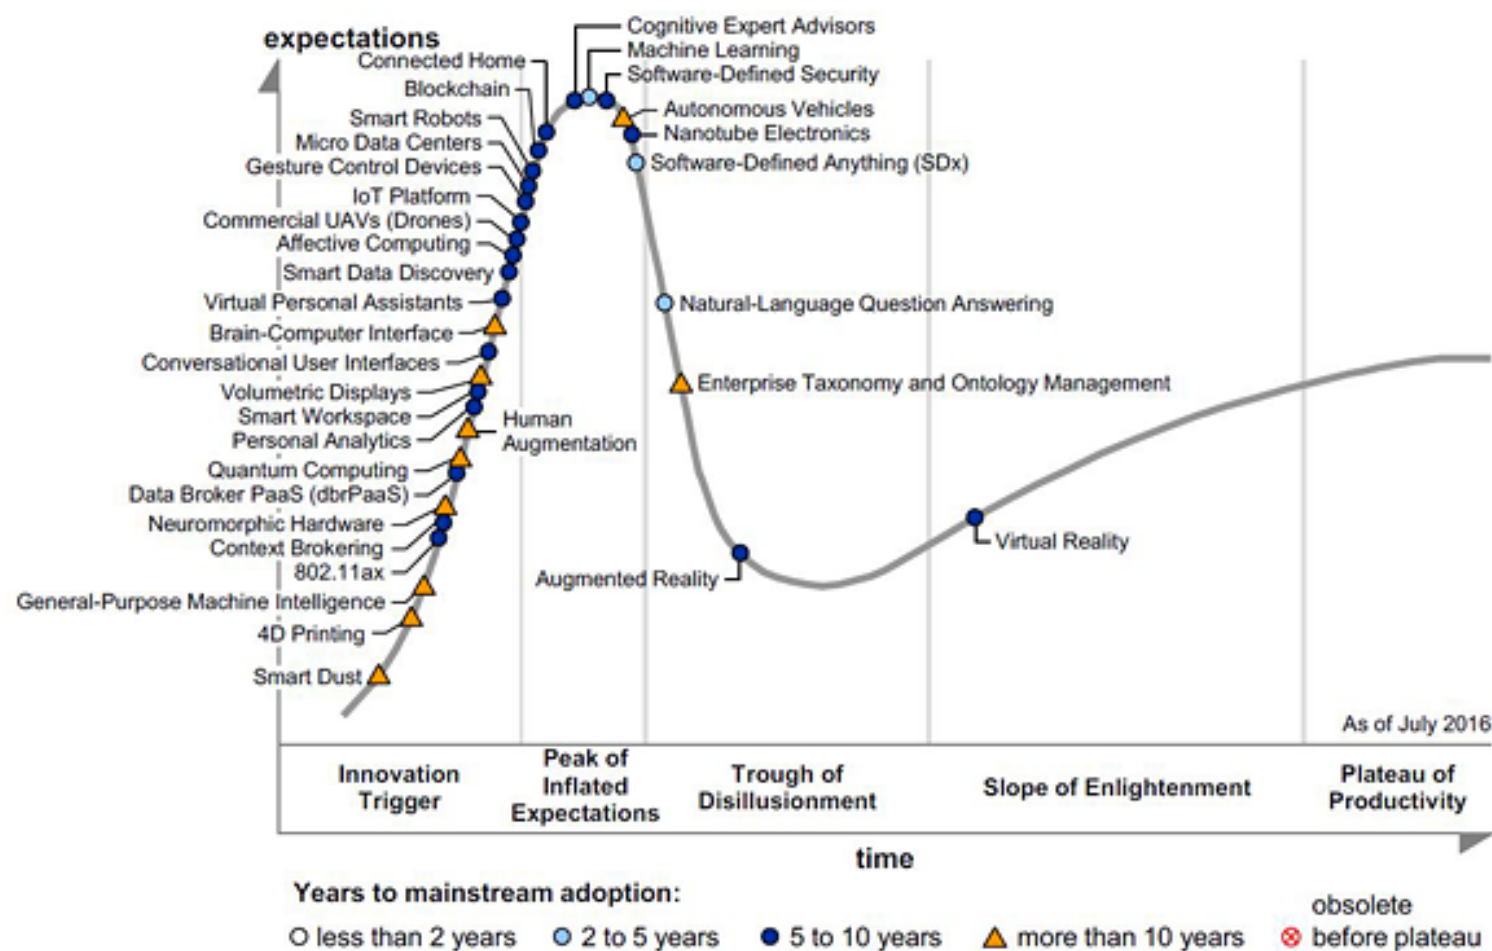 expectations
Cognitive Expert Advisors
Machine Learning
Software-Defined Security
Connected Home
Blockchain
Smart Robots
Micro Data Centers
Gesture Control Devices
IoT Platform
Commercial UAVs (Drones)
Affective Computing
Smart Data Discovery
Virtual Personal Assistants
Brain-Computer Interface
Conversational User Interfaces
Volumetric Displays
Smart Workspace
Personal Analytics
Quantum Computing
Data Broker PaaS (dbrPaaS)
Neuromorphic Hardware
Context Brokering
802.11ax
General-Purpose Machine Intelligence
4D Printing
Smart Dust
Human
Augmentation
Autonomous Vehicles
Nanotube Electronics
Software-Defined Anything (SDx)
Natural-Language Question Answering
Enterprise Taxonomy and Ontology Management
Augmented Reality
Virtual Reality
As of July 2016
Innovation
Trigger
Peak of
Inflated
Expectations
Trough of
Disillusionment
Slope of Enlightenment
Plateau of
Productivity
time
Years to mainstream adoption:
less than 2 years
2 to 5 years
5 to 10 years
more than 10 years
obsolete
before plateau